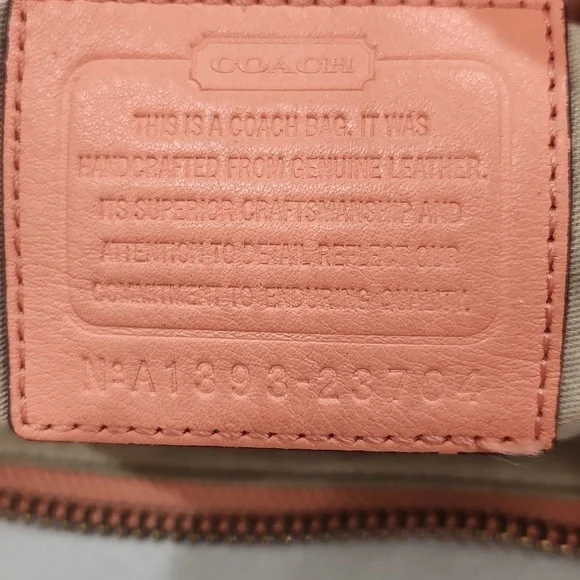 COACH
THIS IS A COACH BAG. IT WAS
HANDCRAFTED FROM GENUINE LEATHER.
ITS SUPERIOR CRAFTSMANSHIP AND
ATTENTION TO DETAIL REFLECT OUR
COMMITMENT TO ENDURING QUALITY.
Nº A1393-23704